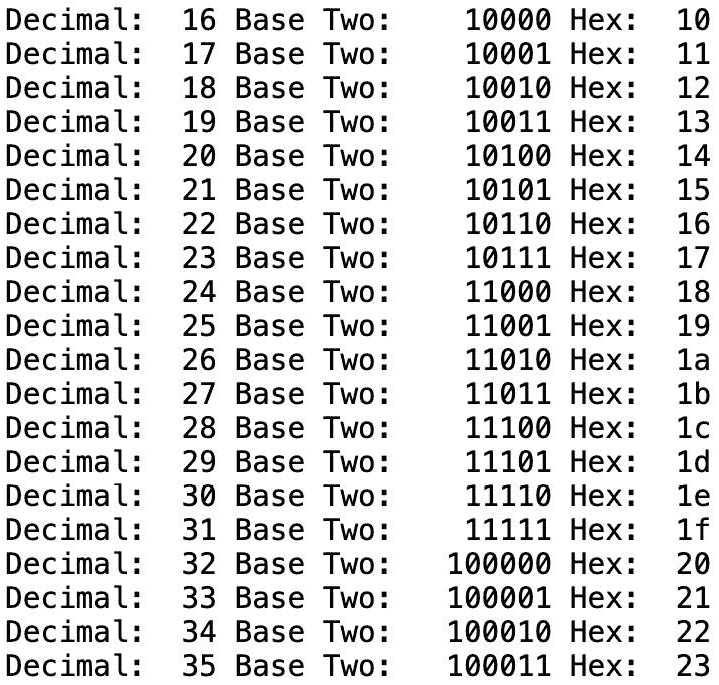 Decimal:  16 Base Two:    10000 Hex:  10
Decimal:  17 Base Two:    10001 Hex:  11
Decimal:  18 Base Two:    10010 Hex:  12
Decimal:  19 Base Two:    10011 Hex:  13
Decimal:  20 Base Two:    10100 Hex:  14
Decimal:  21 Base Two:    10101 Hex:  15
Decimal:  22 Base Two:    10110 Hex:  16
Decimal:  23 Base Two:    10111 Hex:  17
Decimal:  24 Base Two:    11000 Hex:  18
Decimal:  25 Base Two:    11001 Hex:  19
Decimal:  26 Base Two:    11010 Hex:  1a
Decimal:  27 Base Two:    11011 Hex:  1b
Decimal:  28 Base Two:    11100 Hex:  1c
Decimal:  29 Base Two:    11101 Hex:  1d
Decimal:  30 Base Two:    11110 Hex:  1e
Decimal:  31 Base Two:    11111 Hex:  1f
Decimal:  32 Base Two:   100000 Hex:  20
Decimal:  33 Base Two:   100001 Hex:  21
Decimal:  34 Base Two:   100010 Hex:  22
Decimal:  35 Base Two:   100011 Hex:  23